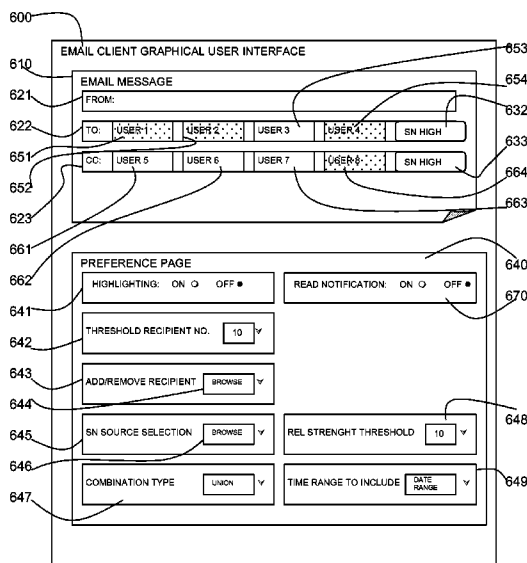 600
EMAIL CLIENT GRAPHICAL USER INTERFACE
653
610
EMAIL MESSAGE
654
621
FROM:
632
622
TO: USER 1 USER 2 USER 3 USER 4 SN HIGH
633
651
CC: USER 5 USER 6 USER 7 USER 8 SN HIGH
652
664
623
663
661
640
662
PREFERENCE PAGE
HIGHLIGHTING: ON OFF READ NOTIFICATION: ON OFF
641
670
THRESHOLD RECIPIENT NO. 10
642
643
ADD/REMOVE RECIPIENT BROWSE
644
648
645
SN SOURCE SELECTION BROWSE REL STRENGHT THRESHOLD 10
646
649
COMBINATION TYPE UNION TIME RANGE TO INCLUDE DATE RANGE
647